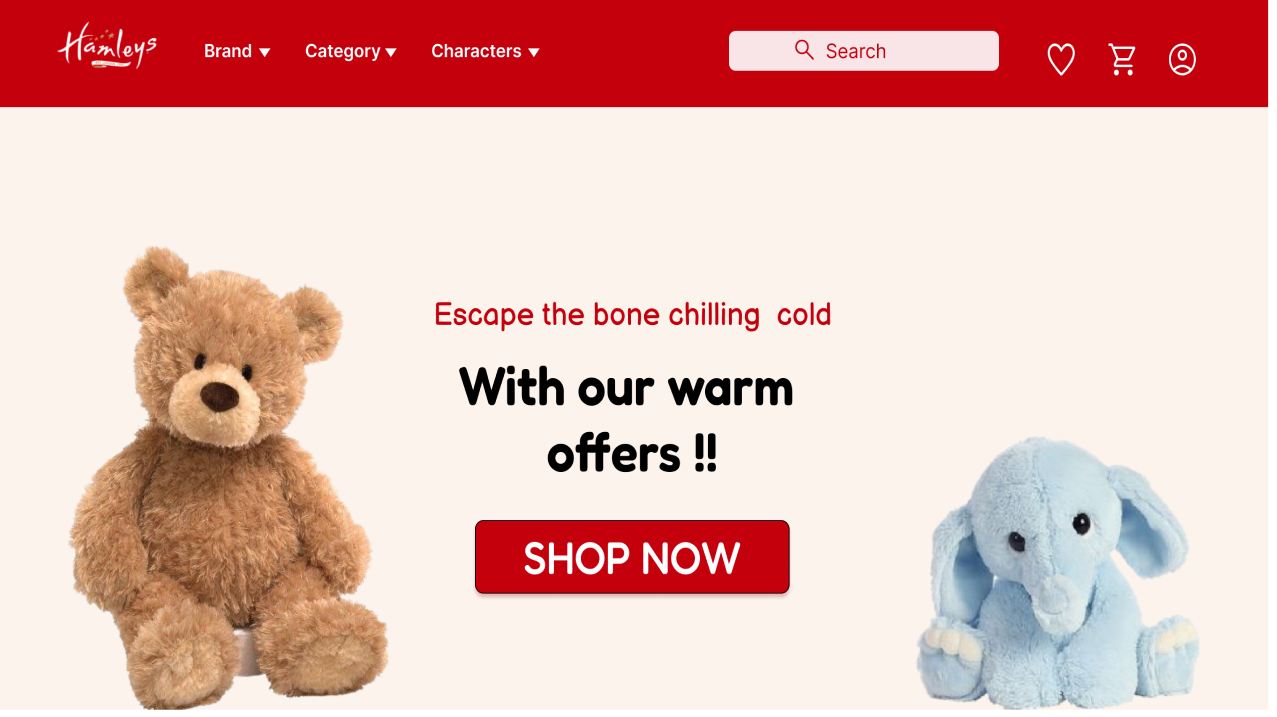 Hamleys
Brand
Category
Characters
Search
Escape the bone chilling cold
With our warm
offers !!
SHOP NOW